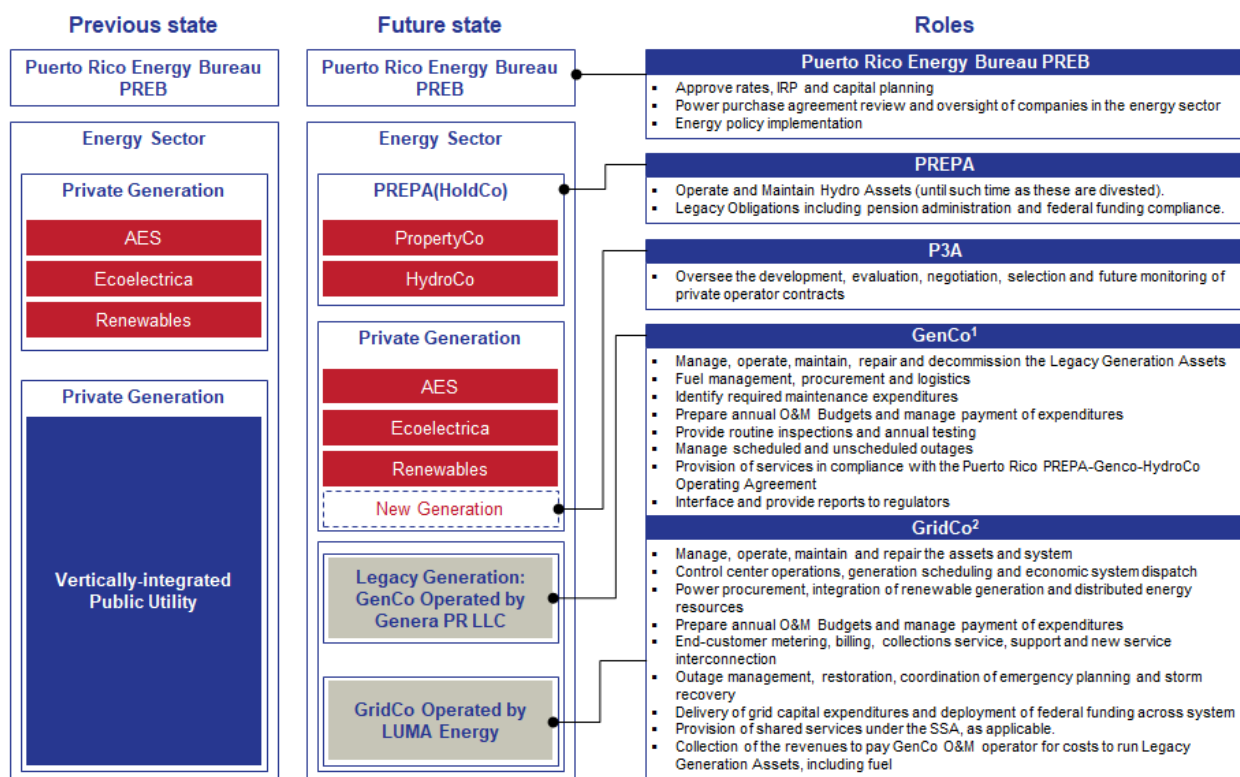 Previous state
Future state
Roles
Puerto Rico Energy Bureau
PREB
Energy Sector
Private Generation
AES
Ecoelectrica
Renewables
Private Generation
Vertically-integrated
Public Utility
Puerto Rico Energy Bureau
PREB
Energy Sector
PREPA(HoldCo)
PropertyCo
HydroCo
Private Generation
AES
Ecoelectrica
Renewables
New Generation
Legacy Generation:
GenCo Operated by
Genera PR LLC
GridCo Operated by
LUMA Energy
Puerto Rico Energy Bureau PREB
▪ Approve rates, IRP and capital planning
▪ Power purchase agreement review and oversight of companies in the energy sector
▪ Energy policy implementation
PREPA
▪ Operate and Maintain Hydro Assets (until such time as these are divested).
▪ Legacy Obligations including pension administration and federal funding compliance.
P3A
▪ Oversee the development, evaluation, negotiation, selection and future monitoring of
private operator contracts
GenCo¹
▪ Manage, operate, maintain, repair and decommission the Legacy Generation Assets
▪ Fuel management, procurement and logistics
▪ Identify required maintenance expenditures
▪ Prepare annual O&M Budgets and manage payment of expenditures
▪ Provide routine inspections and annual testing
▪ Manage scheduled and unscheduled outages
▪ Provision of services in compliance with the Puerto Rico PREPA-Genco-HydroCo
Operating Agreement
▪ Interface and provide reports to regulators
GridCo²
▪ Manage, operate, maintain and repair the assets and system
▪ Control center operations, generation scheduling and economic system dispatch
▪ Power procurement, integration of renewable generation and distributed energy
resources
▪ Prepare annual O&M Budgets and manage payment of expenditures
▪ End-customer metering, billing, collections service, support and new service
interconnection
▪ Outage management, restoration, coordination of emergency planning and storm
recovery
▪ Delivery of grid capital expenditures and deployment of federal funding across system
▪ Provision of shared services under the SSA, as applicable.
▪ Collection of the revenues to pay GenCo O&M operator for costs to run Legacy
Generation Assets, including fuel